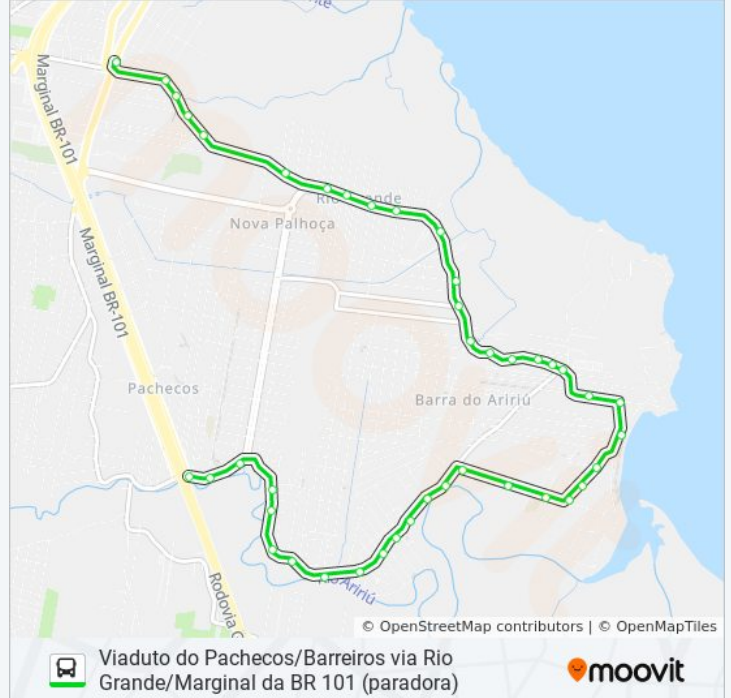 Marginal BR-101
Rio Grande
Nova Palhoça
Marginal BR-101
Pachecos
Barra do Aririú
Rio Aririú
Rodovia G
© OpenStreetMap contributors | © OpenMapTiles
Viaduto do Pachecos/Barreiros via Rio
Grande/Marginal da BR 101 (paradora)
moovit